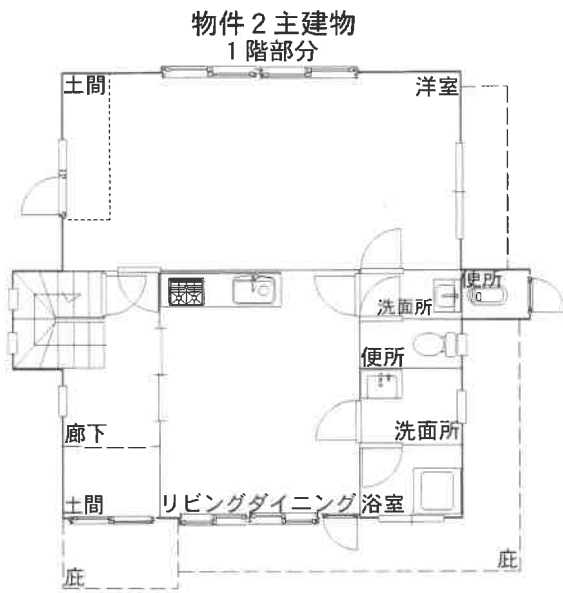 物件2主建物
1階部分
土間
洋室
便所
洗面所
便所
廊下
洗面所
土間
リビングダイニング
浴室
庇
庇